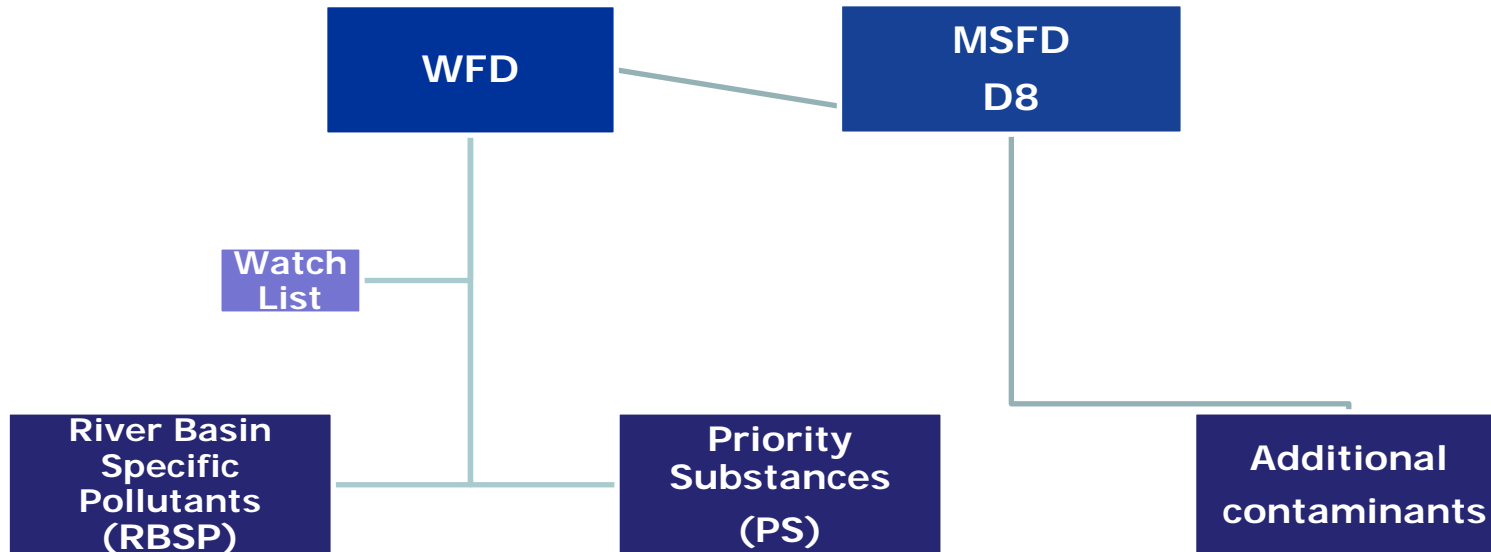 WFD
MSFD
D8
Watch
List
River Basin
Specific
Pollutants
(RBSP)
Priority
Substances
(PS)
Additional
contaminants